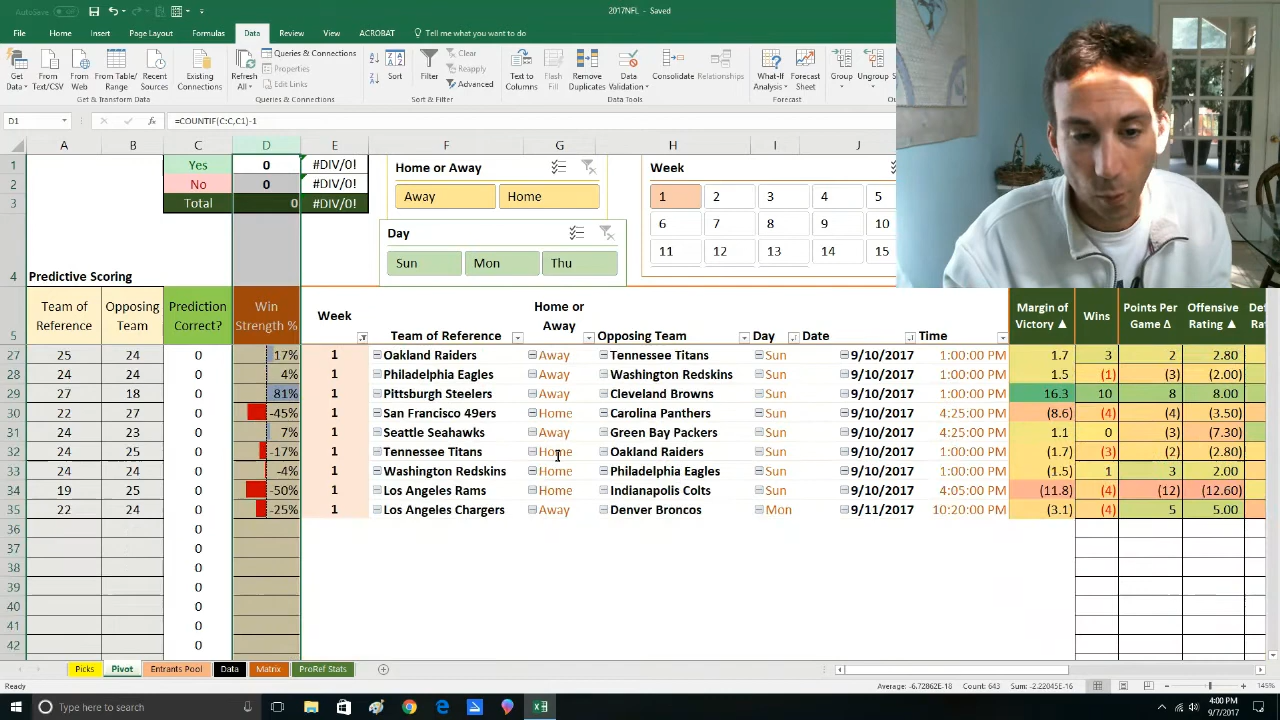 AutoSave Off 2017NFL - Saved
File Home Insert Page Layout Formulas Data Review View ACROBAT Tell me what you want to do
Get Data From Text/CSV From Web From Table/ Range Recent Sources Existing Connections Refresh All Queries & Connections Properties Edit Links Sort Filter Clear Reapply Advanced Text to Columns Flash Fill Remove Duplicates Data Validation Consolidate Relationships What-If Analysis Forecast Sheet Group Ungroup
Get & Transform Data Queries & Connections Sort & Filter Data Tools Forecast
D1 =COUNTIF(C:C,C1)-1
A B C D E F G H I J
1 Yes 0 #DIV/0! Home or Away Week
2 No 0 #DIV/0! Away Home 1 2 3 4 5
3 Total 0 #DIV/0! 6 7 8 9 10
Day 11 12 13 14 15
4 Predictive Scoring Sun Mon Thu
5 Team of Reference Opposing Team Prediction Correct? Win Strength % Week Team of Reference Home or Away Opposing Team Day Date Time Margin of Victory ▲ Wins Points Per Game Δ Offensive Rating ▲
27 25 24 0 17% 1 Oakland Raiders Away Tennessee Titans Sun 9/10/2017 1:00:00 PM 1.7 3 2 2.80
28 24 24 0 4% 1 Philadelphia Eagles Away Washington Redskins Sun 9/10/2017 1:00:00 PM 1.5 (1) (3) (2.00)
29 27 18 0 81% 1 Pittsburgh Steelers Away Cleveland Browns Sun 9/10/2017 1:00:00 PM 16.3 10 8 8.00
30 22 27 0 -45% 1 San Francisco 49ers Home Carolina Panthers Sun 9/10/2017 4:25:00 PM (8.6) (4) (4) (3.50)
31 24 23 0 7% 1 Seattle Seahawks Away Green Bay Packers Sun 9/10/2017 4:25:00 PM 1.1 0 (3) (7.30)
32 24 25 0 -17% 1 Tennessee Titans Home Oakland Raiders Sun 9/10/2017 1:00:00 PM (1.7) (3) (2) (2.80)
33 24 24 0 -4% 1 Washington Redskins Home Philadelphia Eagles Sun 9/10/2017 1:00:00 PM (1.5) 1 3 2.00
34 19 25 0 -50% 1 Los Angeles Rams Home Indianapolis Colts Sun 9/10/2017 4:05:00 PM (11.8) (4) (12) (12.60)
35 22 24 0 -25% 1 Los Angeles Chargers Away Denver Broncos Mon 9/11/2017 10:20:00 PM (3.1) (4) 5 5.00
36 0
37 0
38 0
39 0
40 0
41 0
42 0
Picks Pivot Entrants Pool Data Matrix ProRef Stats
Ready Average: -6.72862E-18 Count: 643 Sum: -2.22045E-16 145%
Type here to search 4:00 PM
9/7/2017